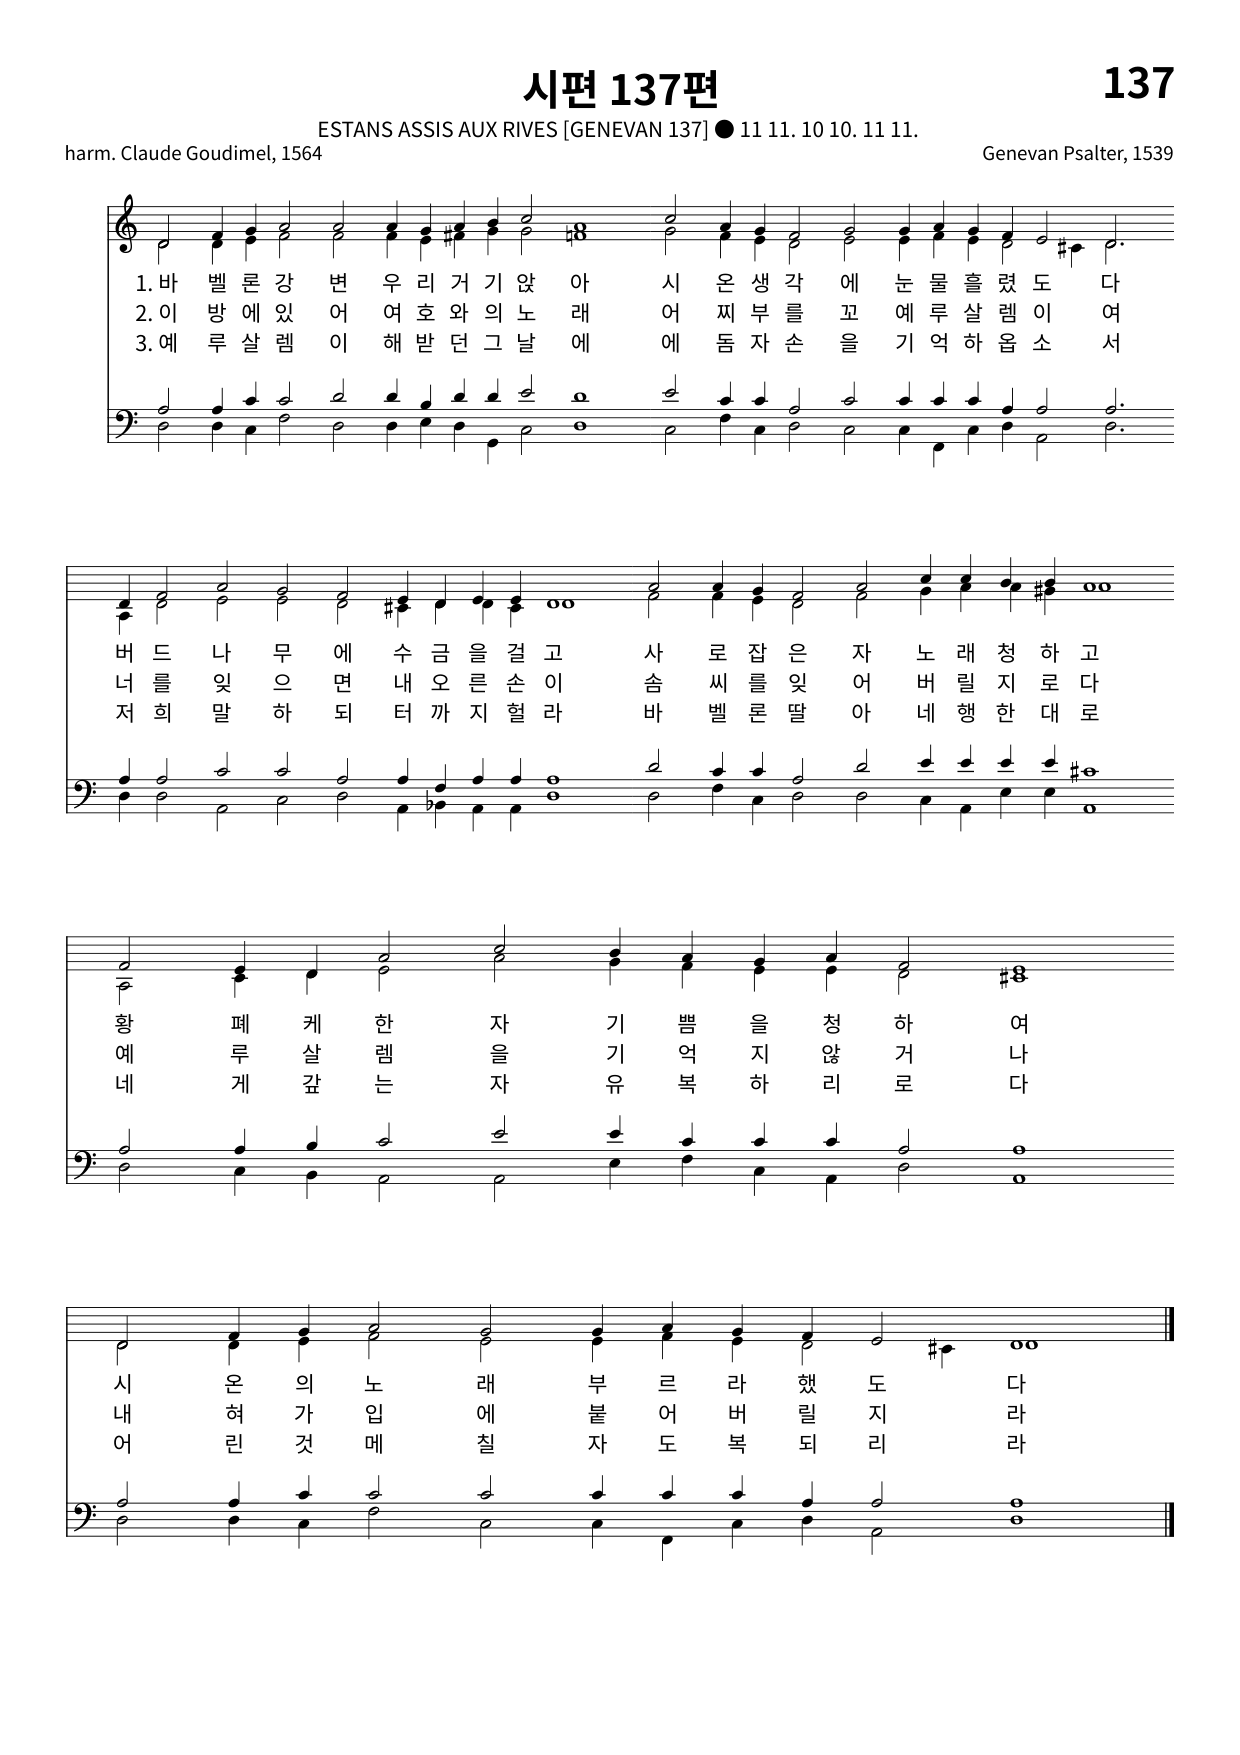 시편 137편
137
ESTANS ASSIS AUX RIVES [GENEVAN 137] ● 11 11. 10 10. 11 11.
harm. Claude Goudimel, 1564
Genevan Psalter, 1539
1. 바 벨 론 강 변 우 리 거 기 앉 아 시 온 생 각 에 눈 물 흘 렸 도 다
2. 이 방 에 있 어 여 호 와 의 노 래 어 찌 부 를 꼬 예 루 살 렘 이 여
3. 예 루 살 렘 이 해 받 던 그 날 에 에 돔 자 손 을 기 억 하 옵 소 서
버 드 나 무 에 수 금 을 걸 고 사 로 잡 은 자 노 래 청 하 고
너 를 잊 으 면 내 오 른 손 이 솜 씨 를 잊 어 버 릴 지 로 다
저 희 말 하 되 터 까 지 헐 라 바 벨 론 딸 아 네 행 한 대 로
황 폐 케 한 자 기 쁨 을 청 하 여
예 루 살 렘 을 기 억 지 않 거 나
네 게 갚 는 자 유 복 하 리 로 다
시 온 의 노 래 부 르 라 했 도 다
내 혀 가 입 에 붙 어 버 릴 지 라
어 린 것 메 칠 자 도 복 되 리 라